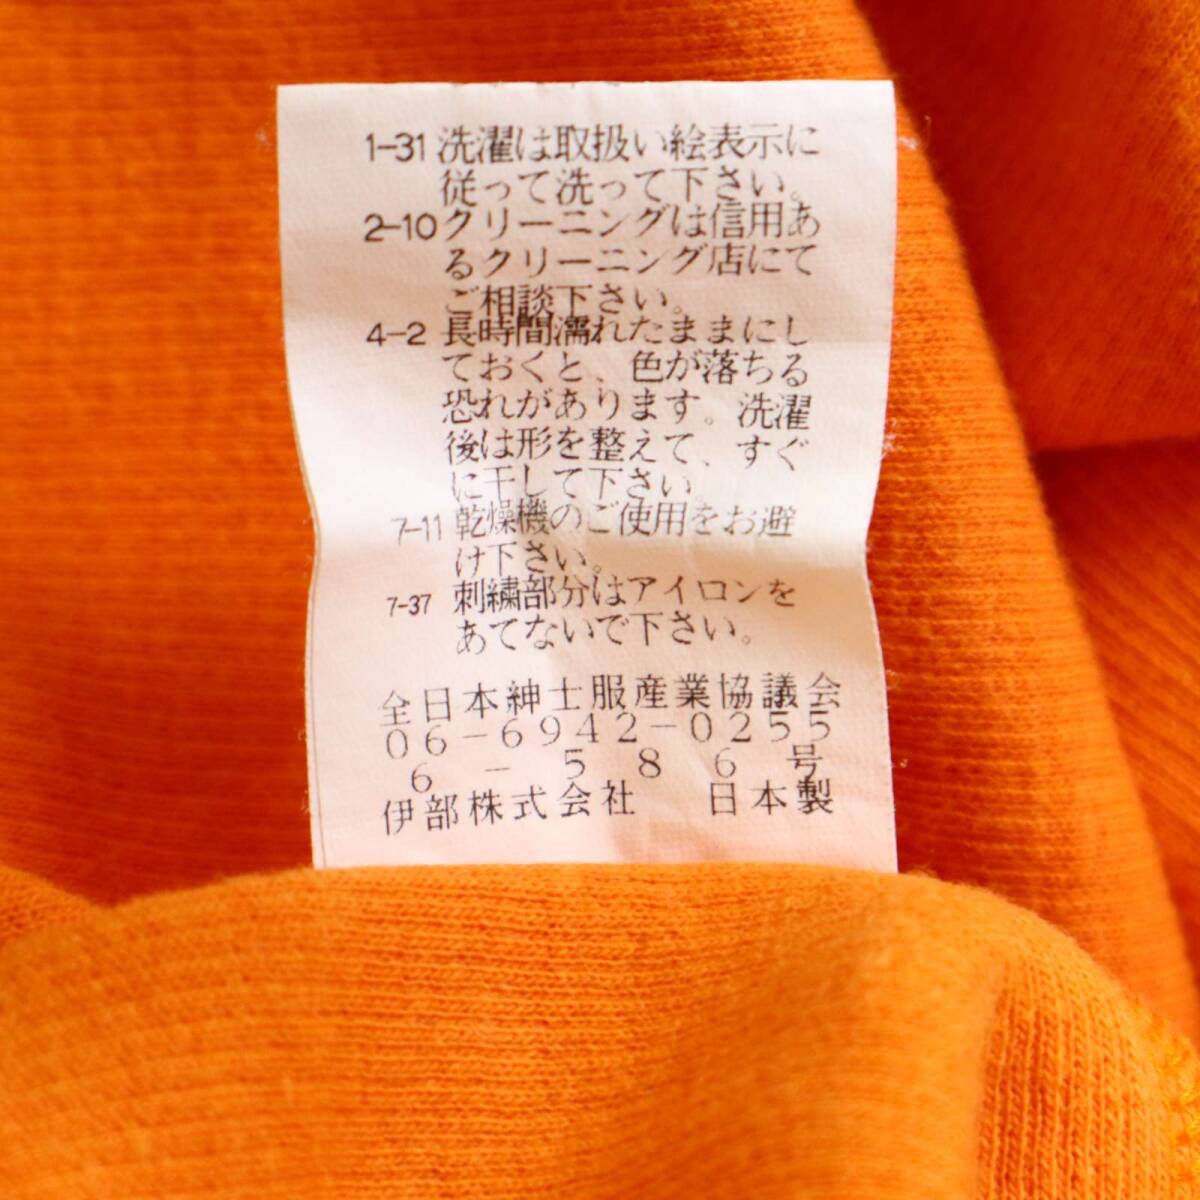 1-31 洗濯は取扱い絵表示に
従って洗って下さい。
2-10 クリーニングは信用あ
るクリーニング店にて
ご相談下さい。
4-2 長時間濡れたままにし
ておくと、色が落ちる
恐れがあります。洗濯
後は形を整えて、すぐ
に干して下さい。
7-11 乾燥機のご使用をお避
け下さい。
7-37 刺繍部分はアイロンを
あてないで下さい。
全日本紳士服産業協議会
06-6942-0255
6-586号
伊部株式会社 日本製